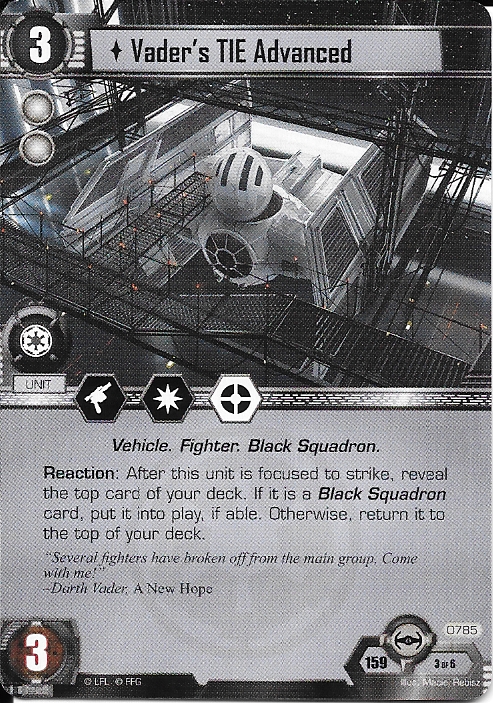 3
Vader's TIE Advanced
UNIT
Vehicle. Fighter. Black Squadron.
Reaction: After this unit is focused to strike, reveal
the top card of your deck. If it is a Black Squadron
card, put it into play, if able. Otherwise, return it to
the top of your deck.
"Several fighters have broken off from the main group. Come
with me!"
–Darth Vader, A New Hope
3
0785
159
3 OF 6
© LFL. © FFG
Illus. Maciej Rebisz